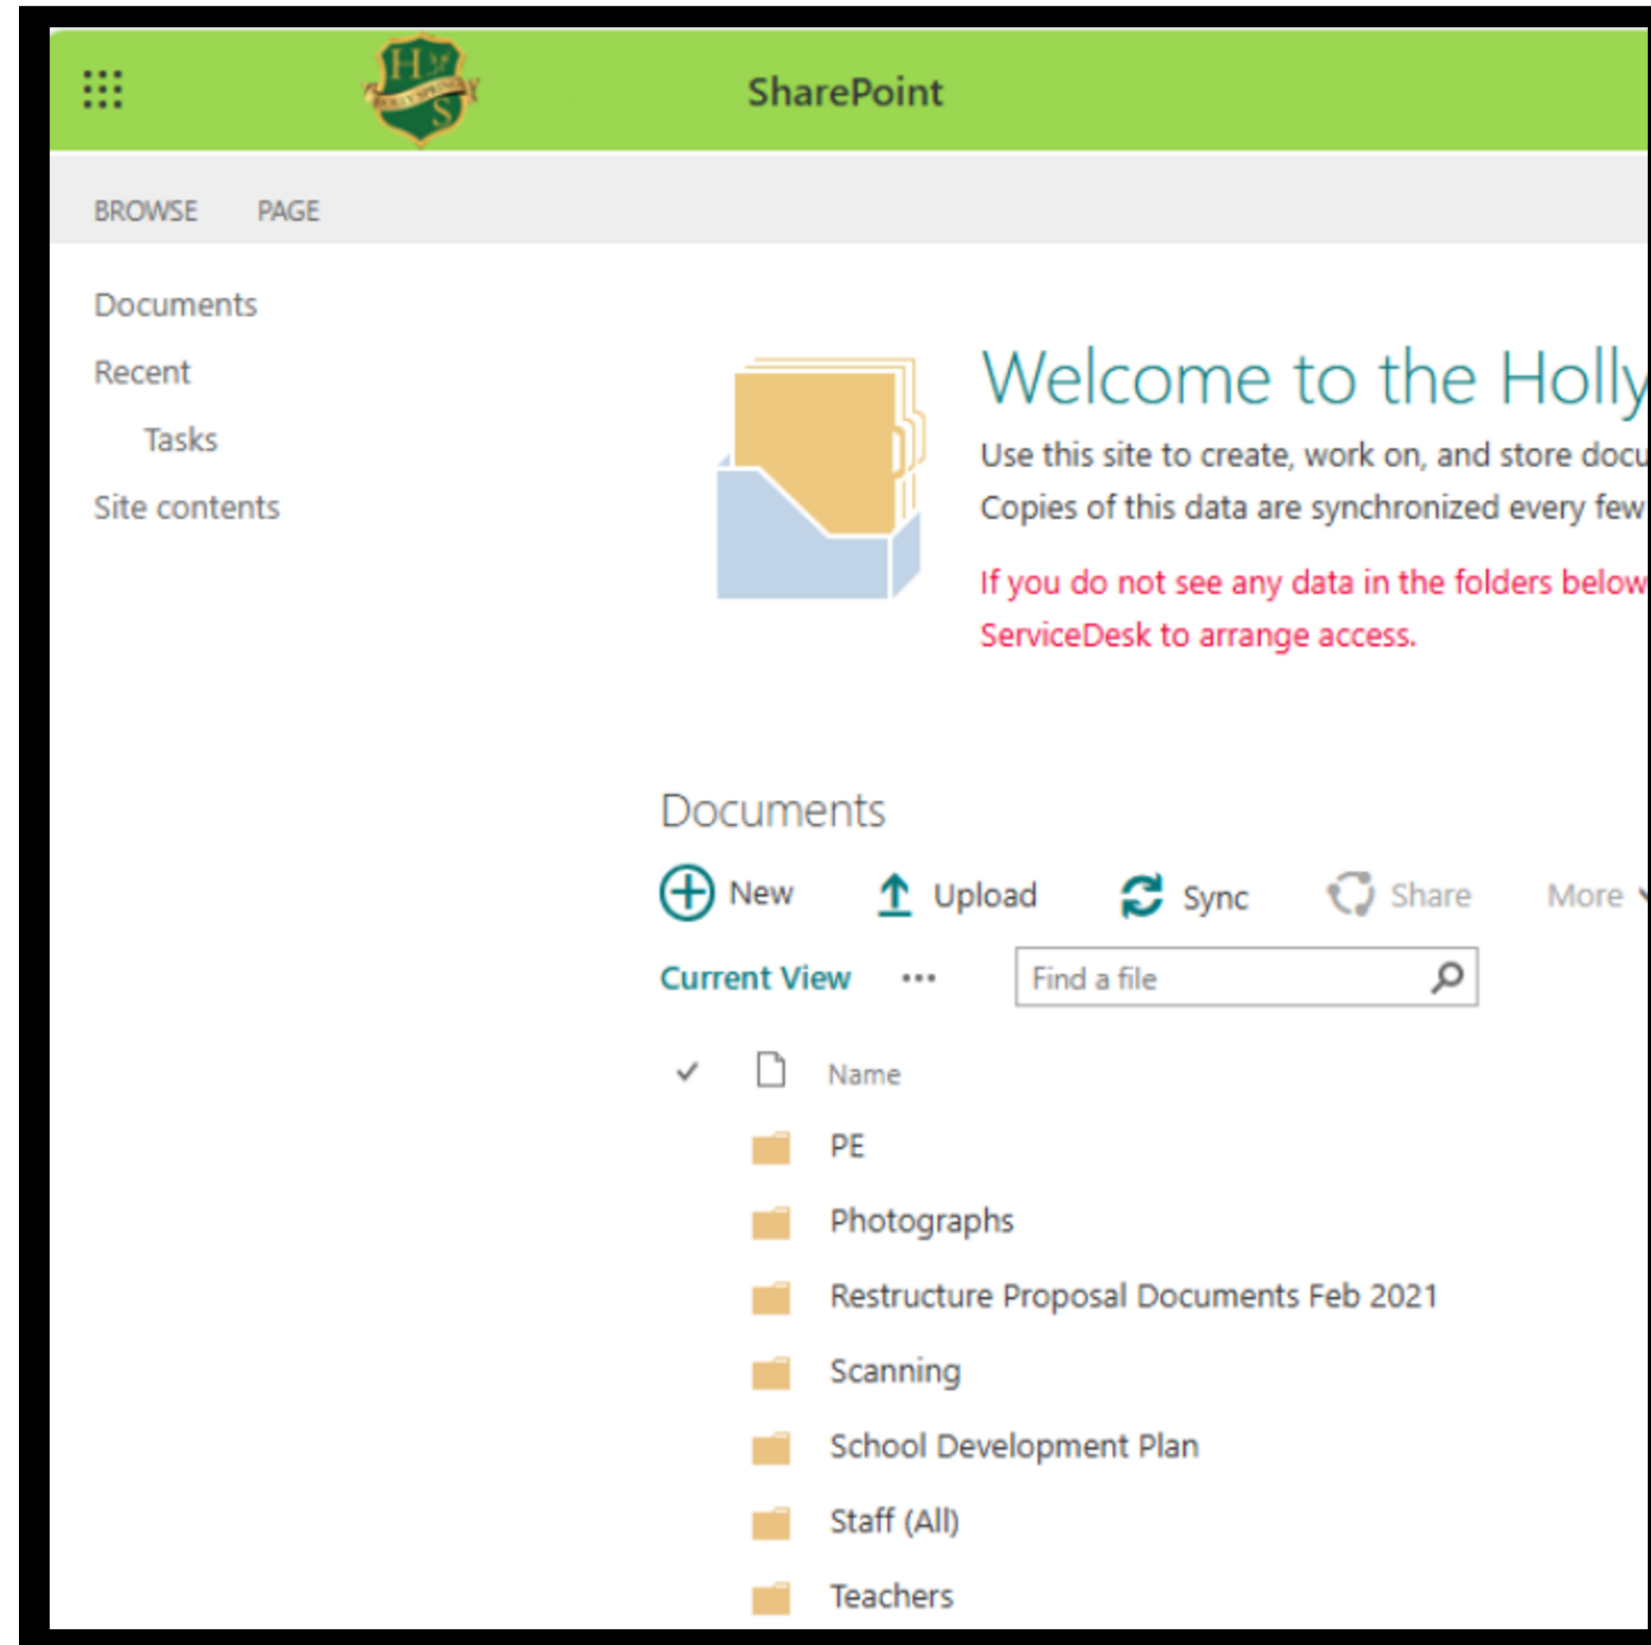 H
HOLLY SPRING
S
SharePoint
BROWSE PAGE
Documents
Recent
Tasks
Site contents
Welcome to the Holly
Use this site to create, work on, and store docu
Copies of this data are synchronized every few
If you do not see any data in the folders below
ServiceDesk to arrange access.
Documents
New Upload Sync Share More
Current View ... Find a file
Name
PE
Photographs
Restructure Proposal Documents Feb 2021
Scanning
School Development Plan
Staff (All)
Teachers